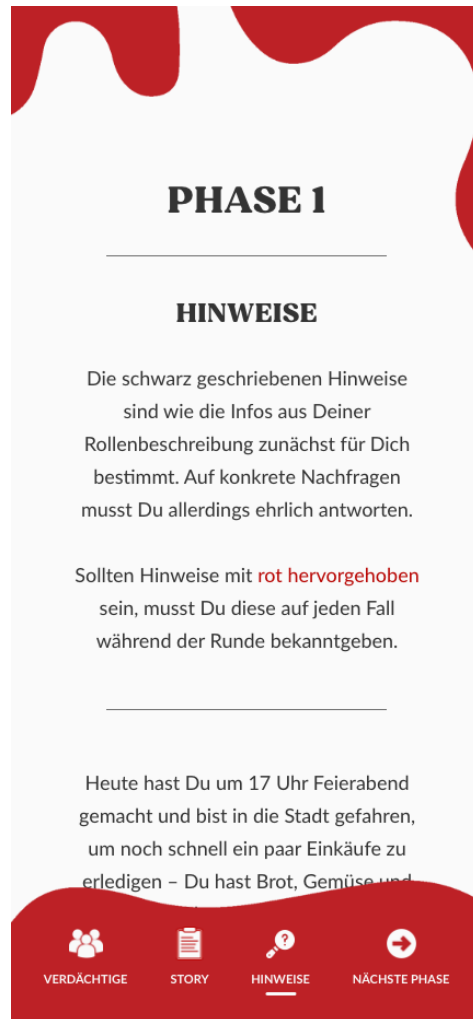 PHASE 1
HINWEISE
Die schwarz geschriebenen Hinweise
sind wie die Infos aus Deiner
Rollenbeschreibung zunächst für Dich
bestimmt. Auf konkrete Nachfragen
musst Du allerdings ehrlich antworten.
Sollten Hinweise mit rot hervorgehoben
sein, musst Du diese auf jeden Fall
während der Runde bekanntgeben.
Heute hast Du um 17 Uhr Feierabend
gemacht und bist in die Stadt gefahren,
um noch schnell ein paar Einkäufe zu
erledigen – Du hast Brot, Gemüse und
VERDÄCHTIGE
STORY
HINWEISE
NÄCHSTE PHASE